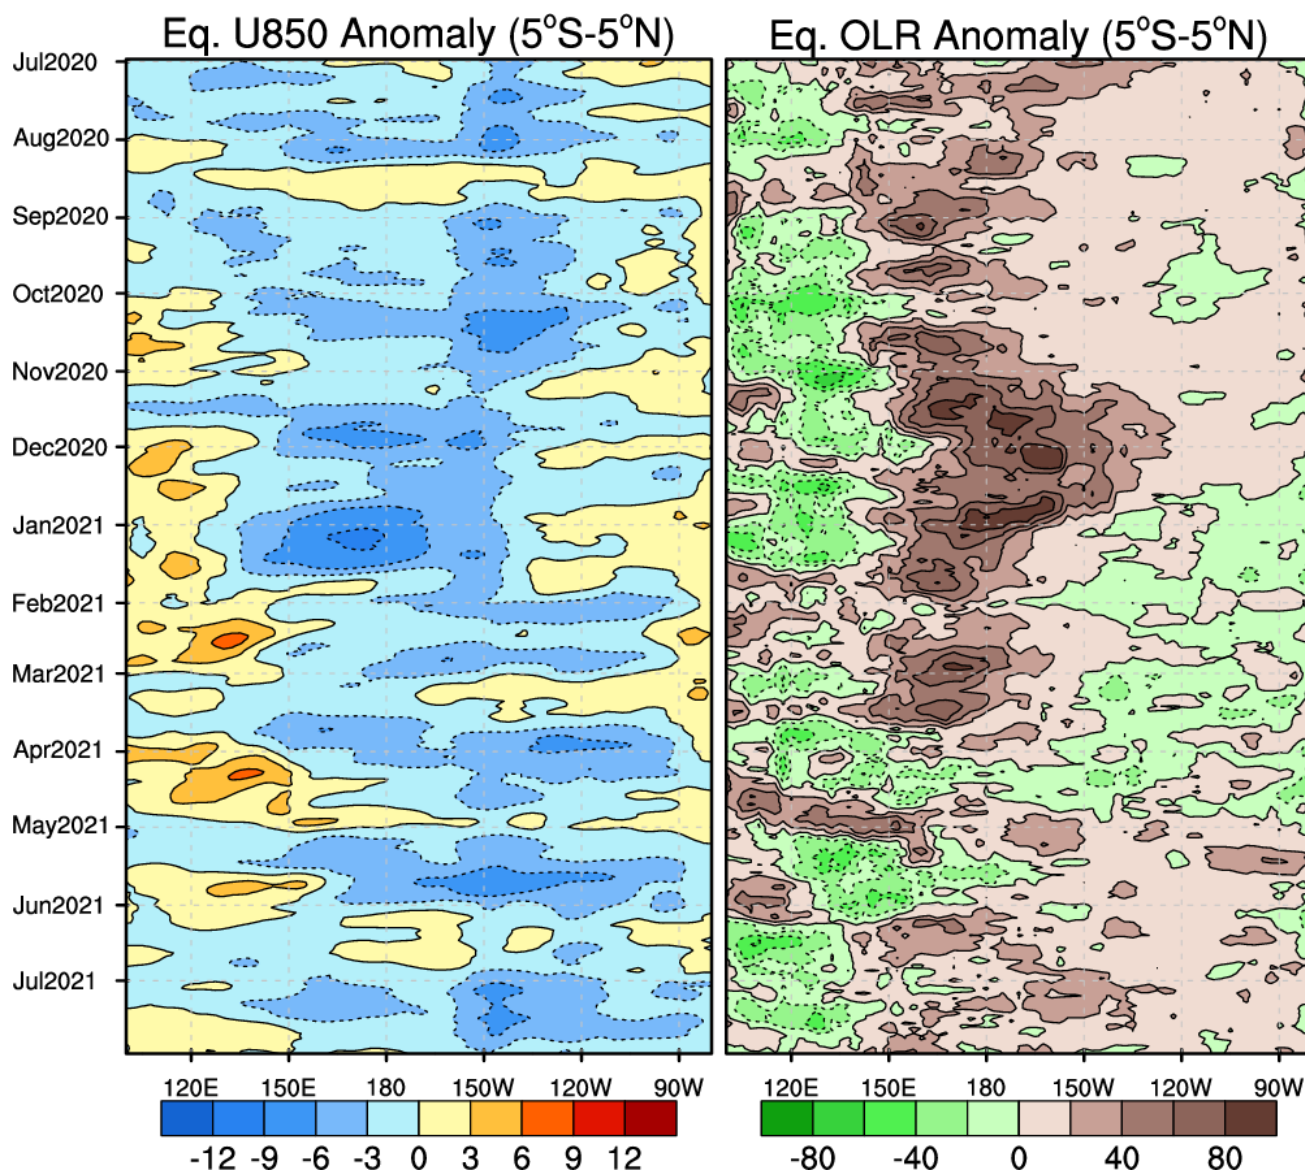 Eq. U850 Anomaly (5°S-5°N)
Eq. OLR Anomaly (5°S-5°N)
Jul2020
Aug2020
Sep2020
Oct2020
Nov2020
Dec2020
Jan2021
Feb2021
Mar2021
Apr2021
May2021
Jun2021
Jul2021
120E 150E 180 150W 120W 90W
120E 150E 180 150W 120W 90W
-12 -9 -6 -3 0 3 6 9 12
-80 -40 0 40 80